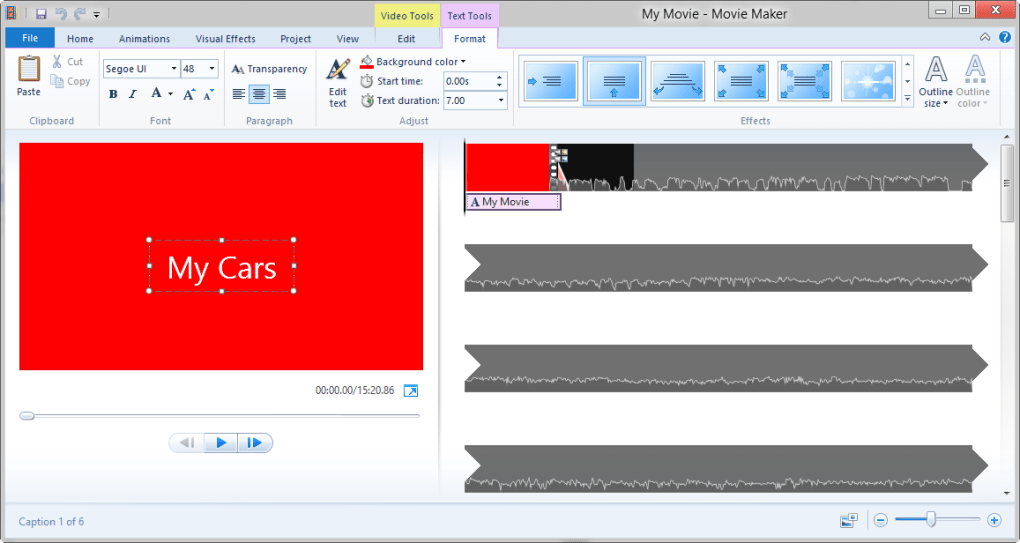 Video Tools Text Tools My Movie - Movie Maker
File Home Animations Visual Effects Project View Edit Format
Paste
Cut
Copy
Clipboard
Segoe UI 48
B I A A A
Font
AA Transparency
Paragraph
Edit
text
Background color
Start time: 0.00s
Text duration: 7.00
Adjust
Effects
A A
Outline
size
Outline
color
My Cars
A My Movie
00:00.00/15:20.86
Caption 1 of 6